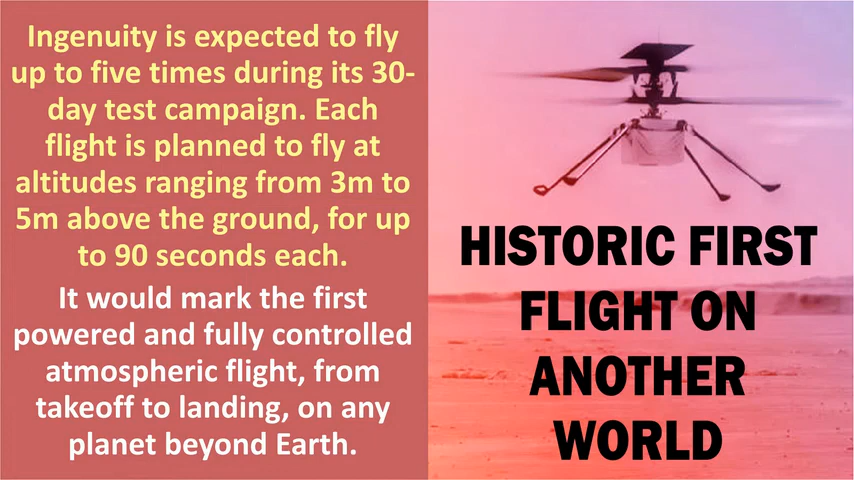 Ingenuity is expected to fly
up to five times during its 30-
day test campaign. Each
flight is planned to fly at
altitudes ranging from 3m to
5m above the ground, for up
to 90 seconds each.
It would mark the first
powered and fully controlled
atmospheric flight, from
takeoff to landing, on any
planet beyond Earth.
HISTORIC FIRST
FLIGHT ON
ANOTHER
WORLD